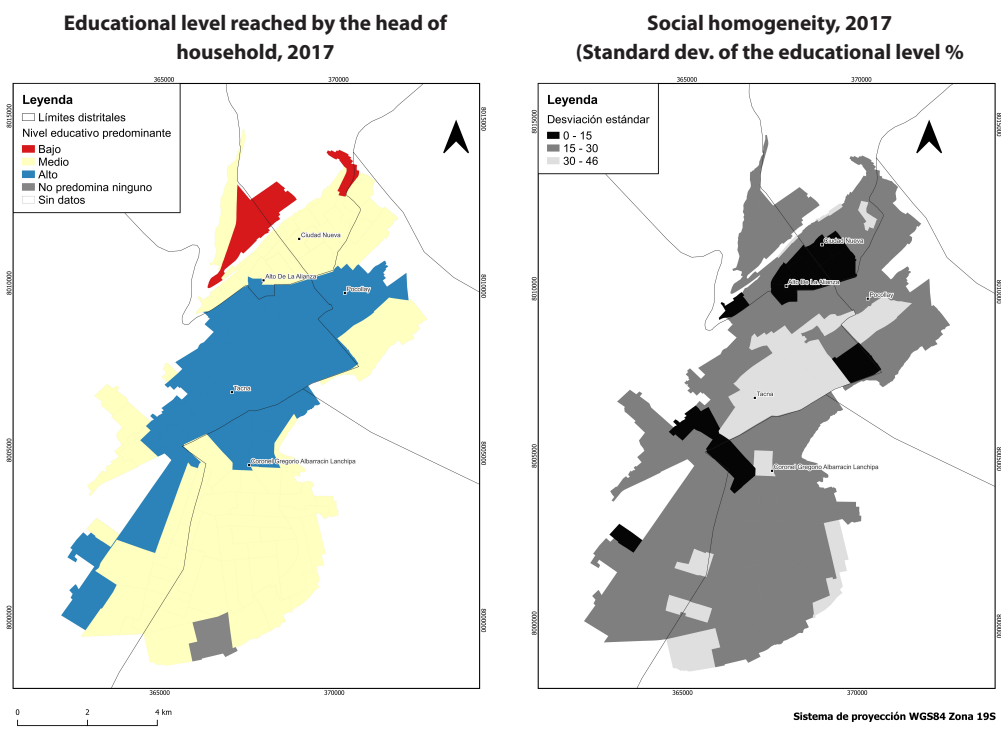 Educational level reached by the head of
household, 2017
365000
370000
8015000
8015000
Leyenda
Límites distritales
Nivel educativo predominante
Bajo
Medio
Alto
No predomina ninguno
Sin datos
Ciudad Nueva
Alto De La Alianza
Pocollay
8010000
8010000
Tacna
Coronel Gregorio Albarracin Lanchipa
8005000
8005000
8000000
8000000
365000
370000
0 2 4 km
Social homogeneity, 2017
(Standard dev. of the educational level %
365000
370000
8015000
8015000
Leyenda
Desviación estándar
0 - 15
15 - 30
30 - 46
Ciudad Nueva
Alto De La Alianza
Pocollay
8010000
8010000
Tacna
Coronel Gregorio Albarracin Lanchipa
8005000
8005000
8000000
8000000
365000
370000
Sistema de proyección WGS84 Zona 19S